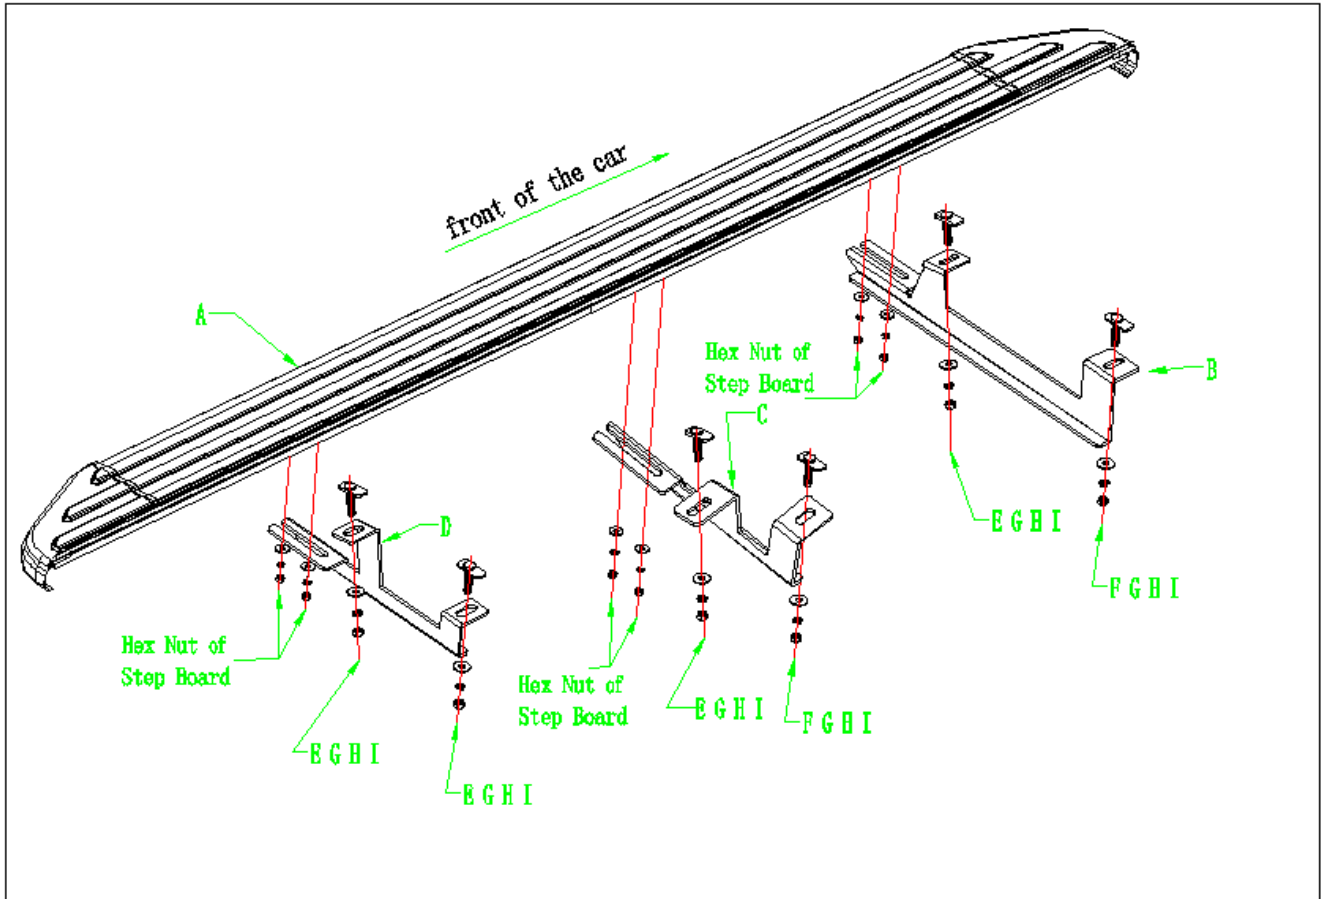 front of the car
A
Hex Nut of
Step Board
C
B
E G H I
F G H I
D
Hex Nut of
Step Board
Hex Nut of
Step Board
E G H I
F G H I
E G H I
E G H I